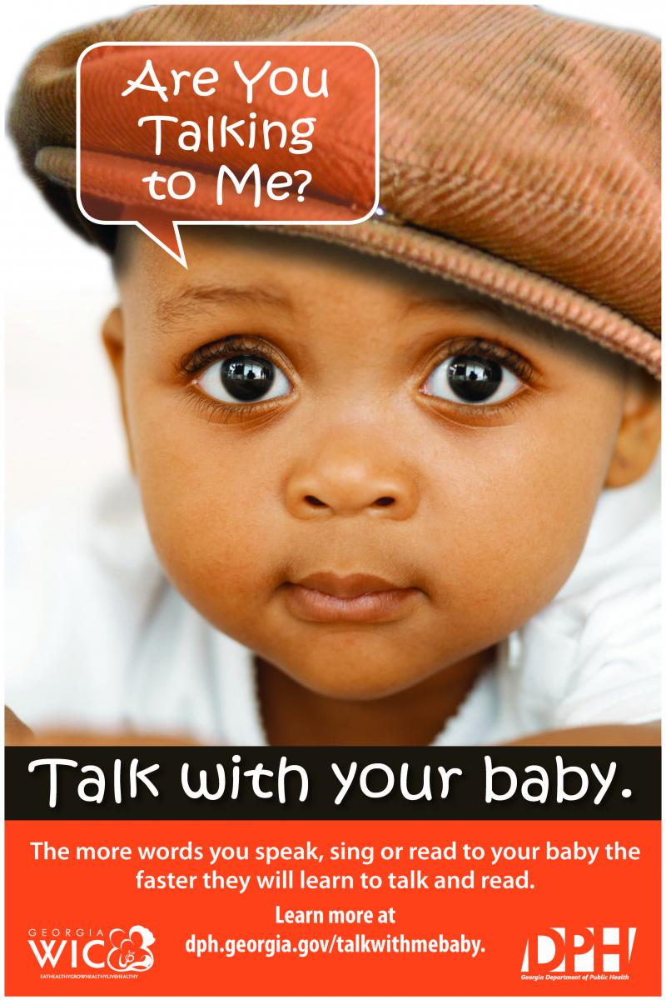 Are You
Talking
to Me?
Talk with your baby.
The more words you speak, sing or read to your baby the
faster they will learn to talk and read.
Learn more at
dph.georgia.gov/talkwithmebaby.
GEORGIA
WIC
EATHEALTHYGROWHEALTHYLIVEHEALTHY
DPH
Georgia Department of Public Health